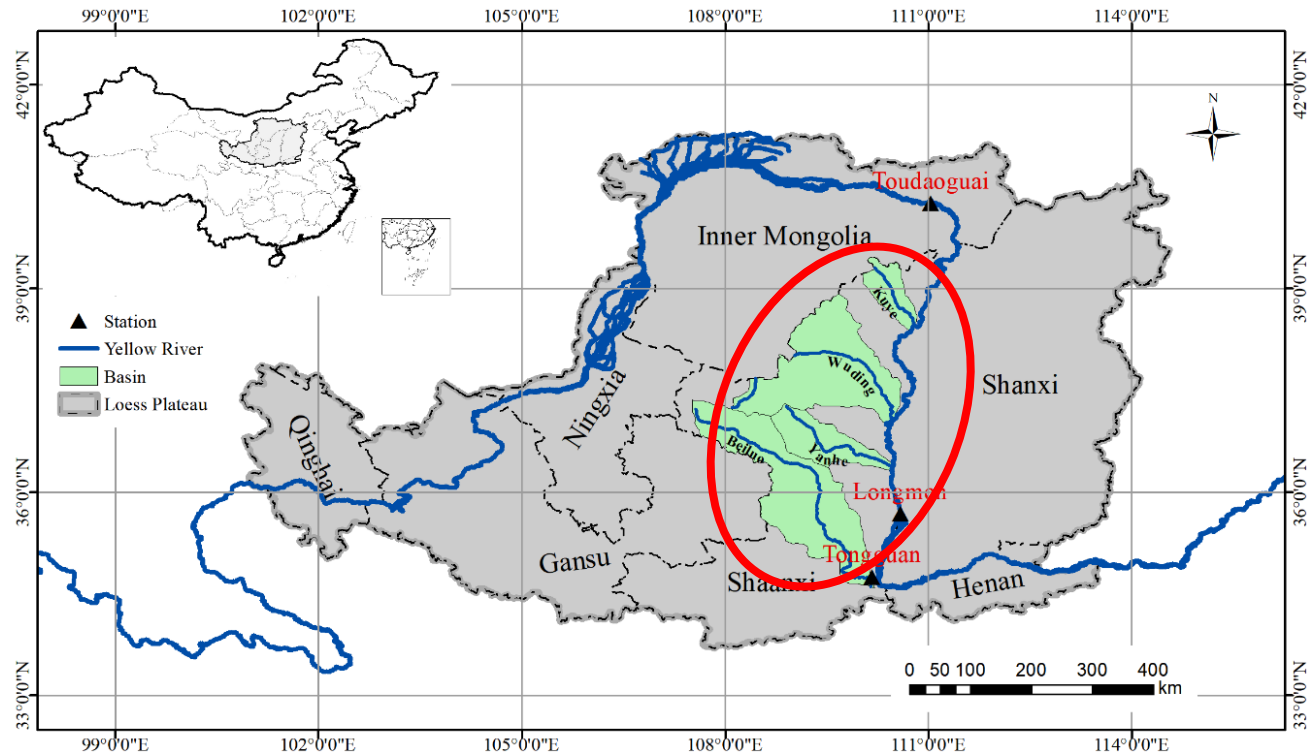 99°0'0"E 102°0'0"E 105°0'0"E 108°0'0"E 111°0'0"E 114°0'0"E
42°0'0"N
42°0'0"N
N
Toudaoguai
Inner Mongolia
39°0'0"N
39°0'0"N
Kuye
Station
Yellow River
Basin
Loess Plateau
Wuding
Shanxi
Ningxia
Qinghai
Beiluo
Yanhe
36°0'0"N
36°0'0"N
Longmen
Gansu
Tongguan
Shaanxi
Henan
0 50 100 200 300 400
km
33°0'0"N
33°0'0"N
99°0'0"E 102°0'0"E 105°0'0"E 108°0'0"E 111°0'0"E 114°0'0"E